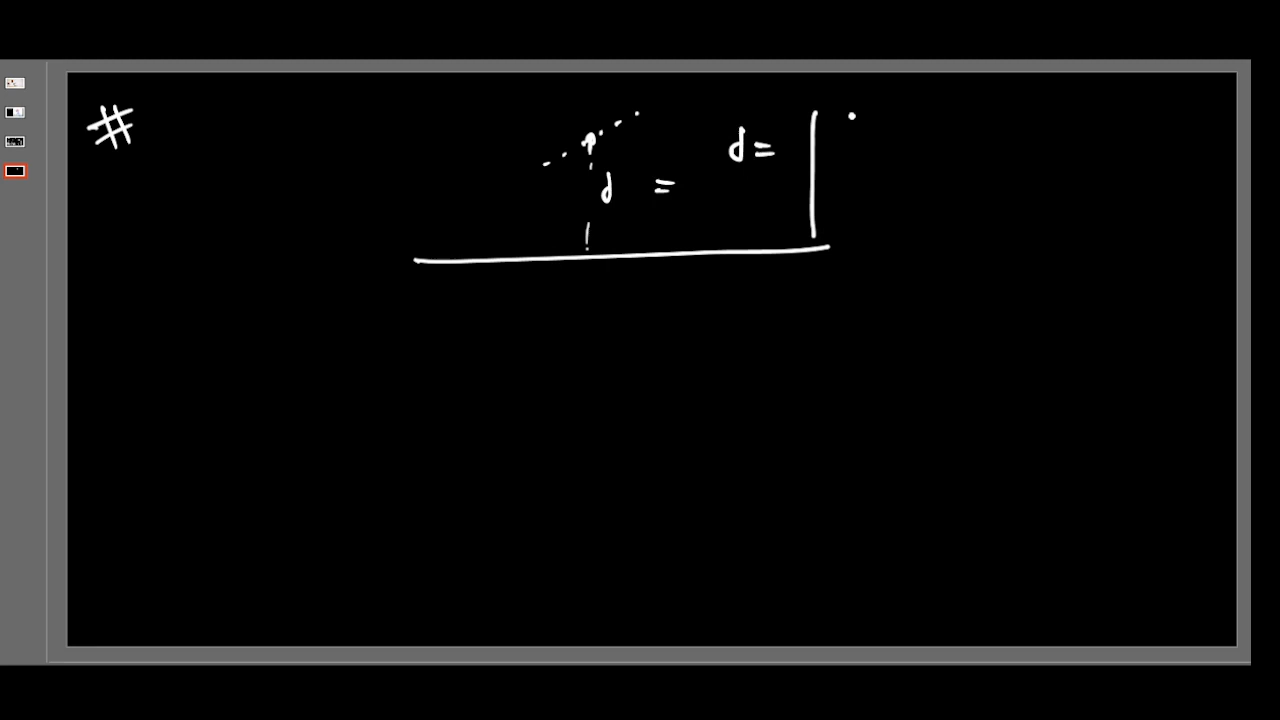 #
d =
d =